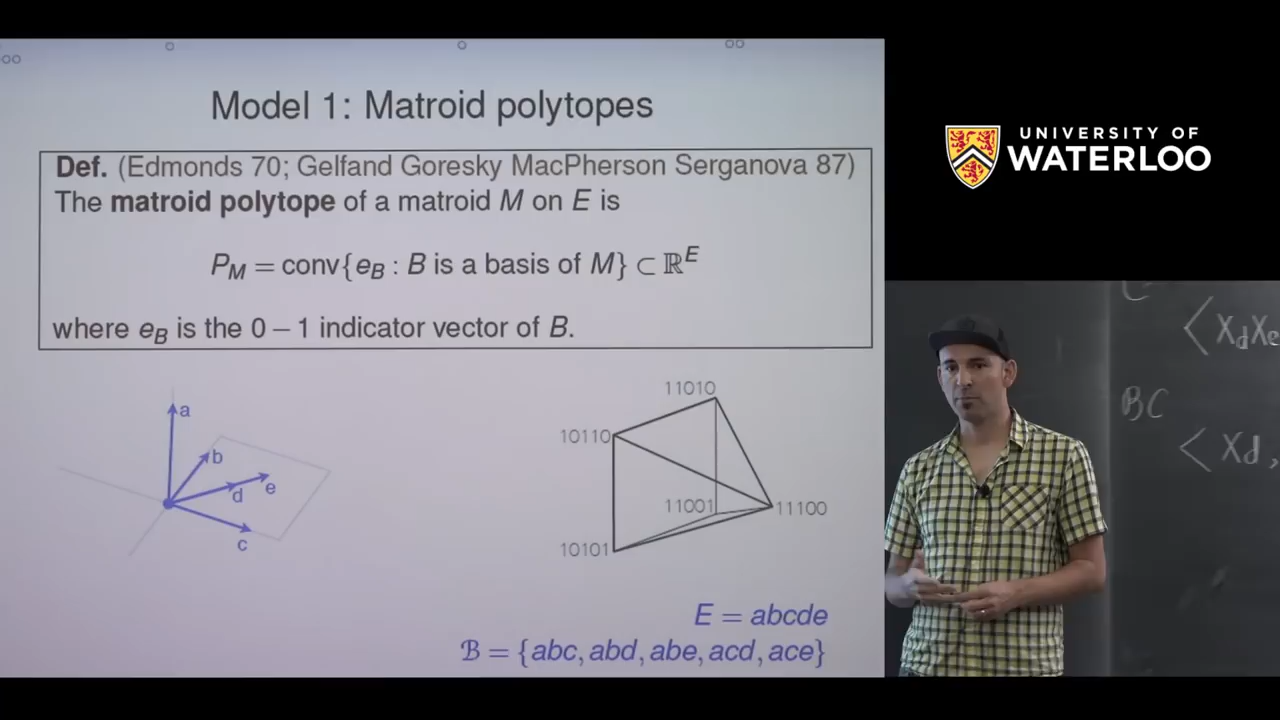 Model 1: Matroid polytopes
Def. (Edmonds 70; Gelfand Goresky MacPherson Serganova 87)
The matroid polytope of a matroid M on E is
P_M = conv{e_B : B is a basis of M} ⊂ ℝ^E
where e_B is the 0 − 1 indicator vector of B.
a
b
d
e
c
11010
10110
11001
11100
10101
E = abcde
ℬ = {abc, abd, abe, acd, ace}
UNIVERSITY OF
WATERLOO
⟨X_dX_e
BC
⟨X_d,